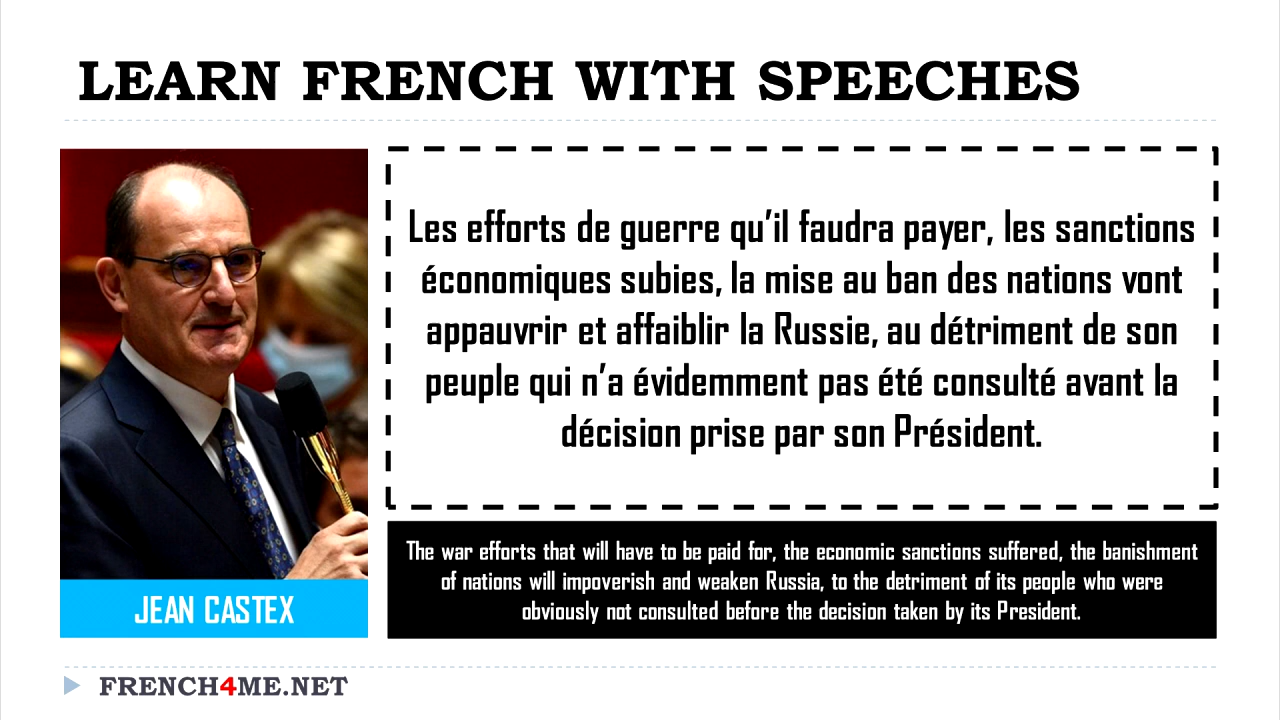 LEARN FRENCH WITH SPEECHES
Les efforts de guerre qu’il faudra payer, les sanctions
économiques subies, la mise au ban des nations vont
appauvrir et affaiblir la Russie, au détriment de son
peuple qui n’a évidemment pas été consulté avant la
décision prise par son Président.
The war efforts that will have to be paid for, the economic sanctions suffered, the banishment
of nations will impoverish and weaken Russia, to the detriment of its people who were
obviously not consulted before the decision taken by its President.
JEAN CASTEX
FRENCH4ME.NET